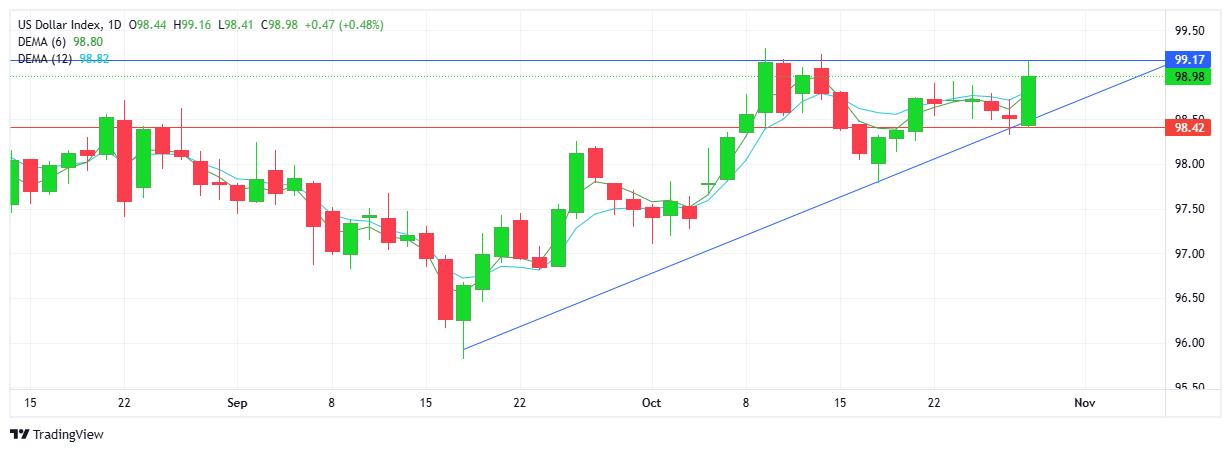 US Dollar Index, 1D O98.44 H99.16 L98.41 C98.98 +0.47 (+0.48%)
DEMA (6) 98.80
DEMA (12) 98.82
99.50
99.17
98.98
98.50
98.42
98.00
97.50
97.00
96.50
96.00
95.50
15 22 Sep 8 15 22 Oct 8 15 22 Nov
TradingView